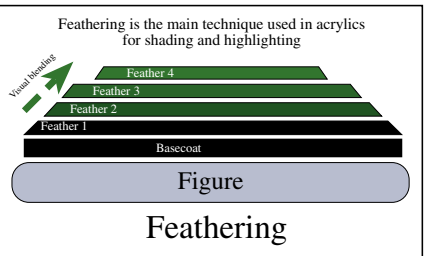 Feathering is the main technique used in acrylics
for shading and highlighting
Visual blending
Feather 4
Feather 3
Feather 2
Feather 1
Basecoat
Figure
Feathering